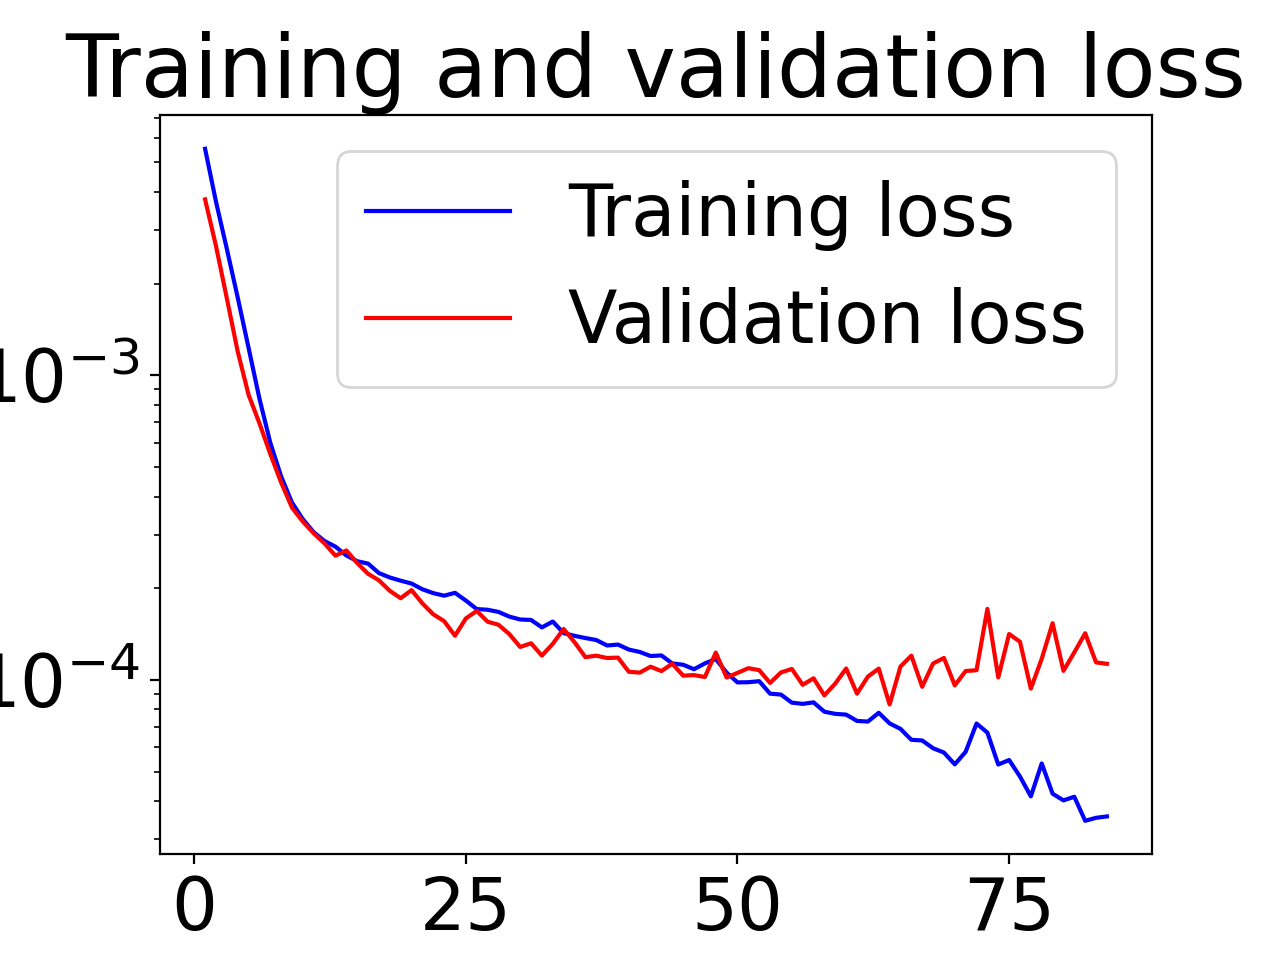 Training and validation loss
Training loss
Validation loss
10⁻³
10⁻⁴
0 25 50 75